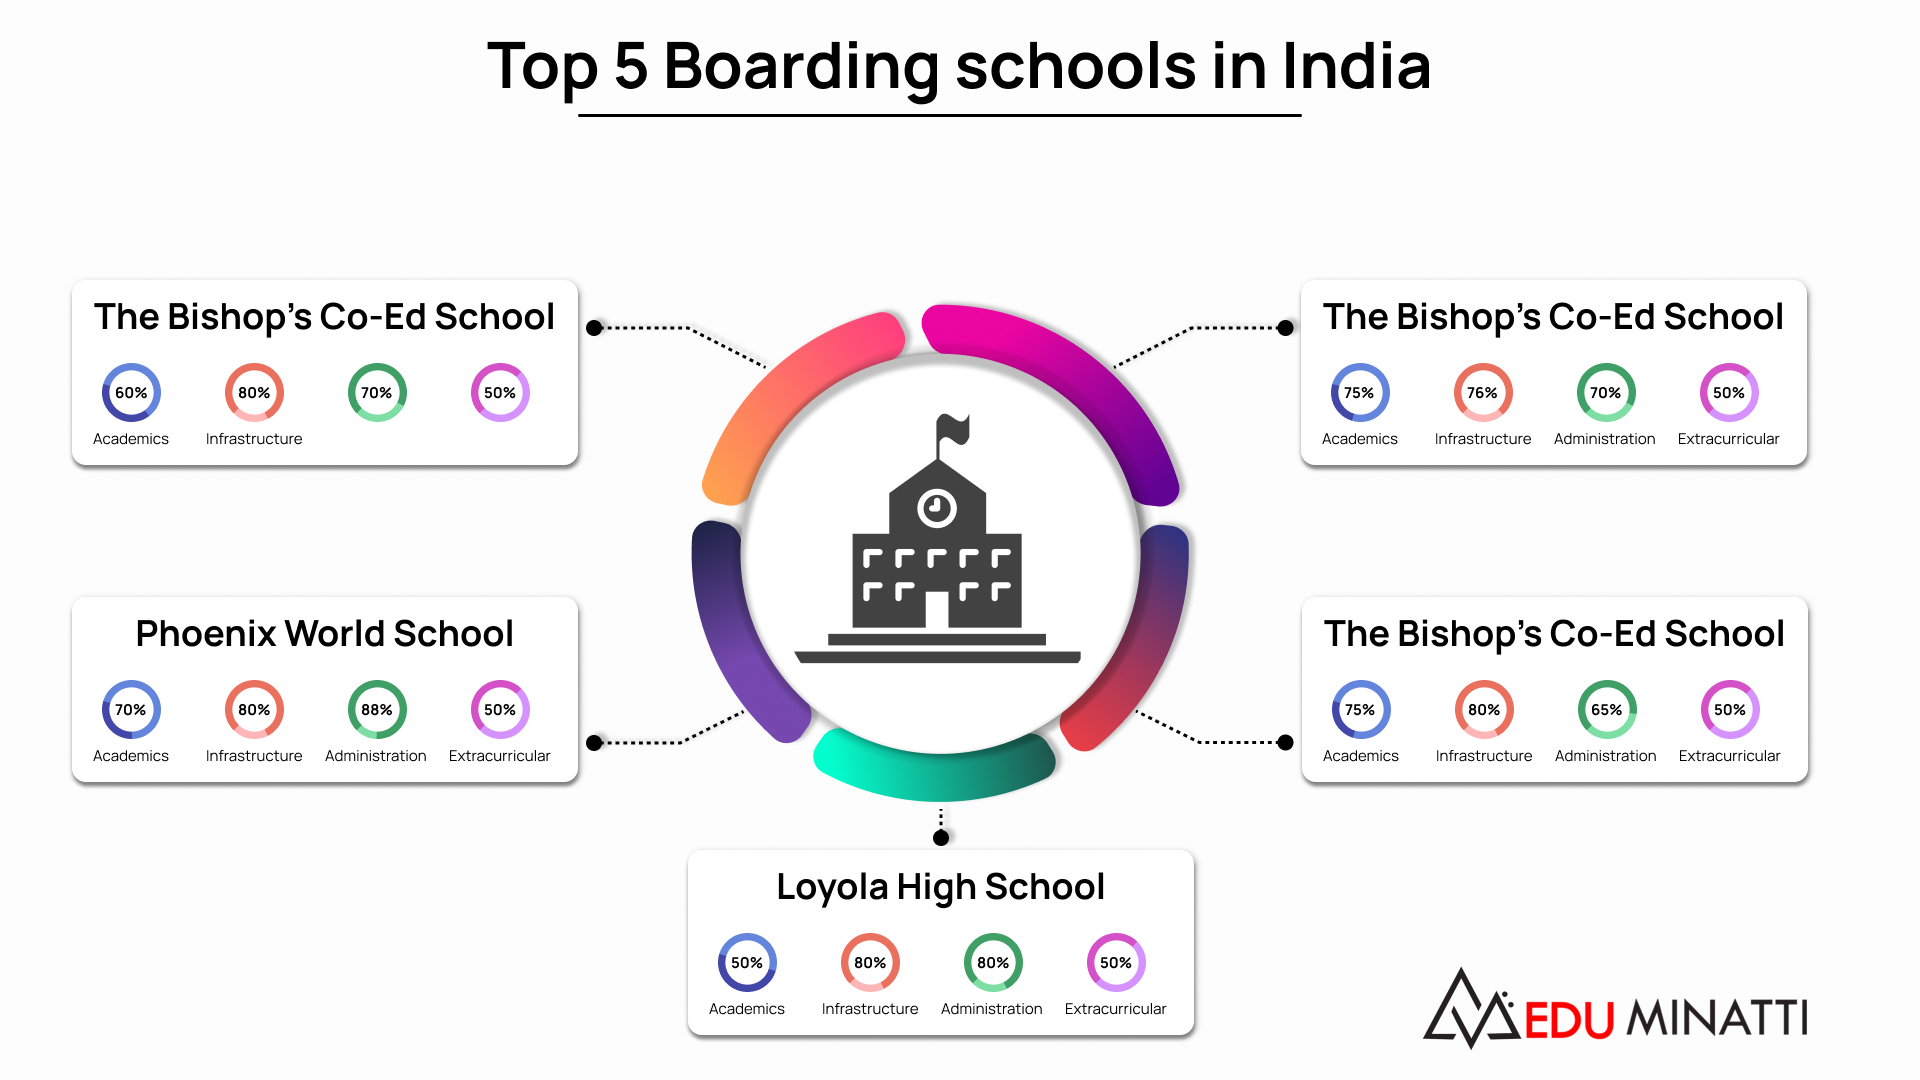 Top 5 Boarding schools in India
The Bishop's Co-Ed School
60% 80% 70% 50%
Academics Infrastructure
The Bishop's Co-Ed School
75% 76% 70% 50%
Academics Infrastructure Administration Extracurricular
Phoenix World School
70% 80% 88% 50%
Academics Infrastructure Administration Extracurricular
The Bishop's Co-Ed School
75% 80% 65% 50%
Academics Infrastructure Administration Extracurricular
Loyola High School
50% 80% 80% 50%
Academics Infrastructure Administration Extracurricular
EDU MINATTI